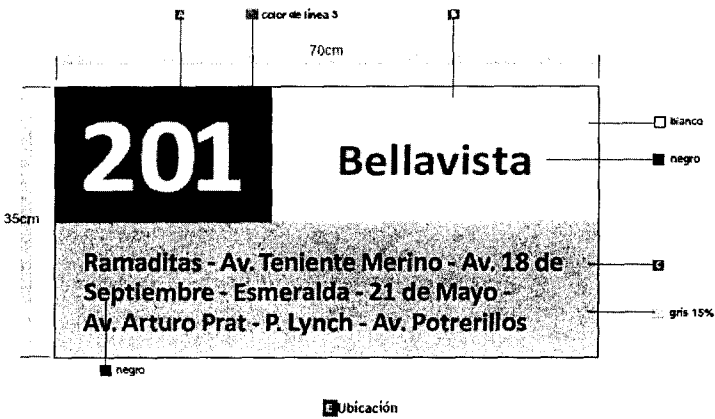 A
color de línea 5
B
70cm
201
Bellavista
blanco
negro
35cm
Ramaditas - Av. Teniente Merino - Av. 18 de
Septiembre - Esmeralda - 21 de Mayo -
Av. Arturo Prat - P. Lynch - Av. Potrerillos
C
gris 15%
negro
E Ubicación